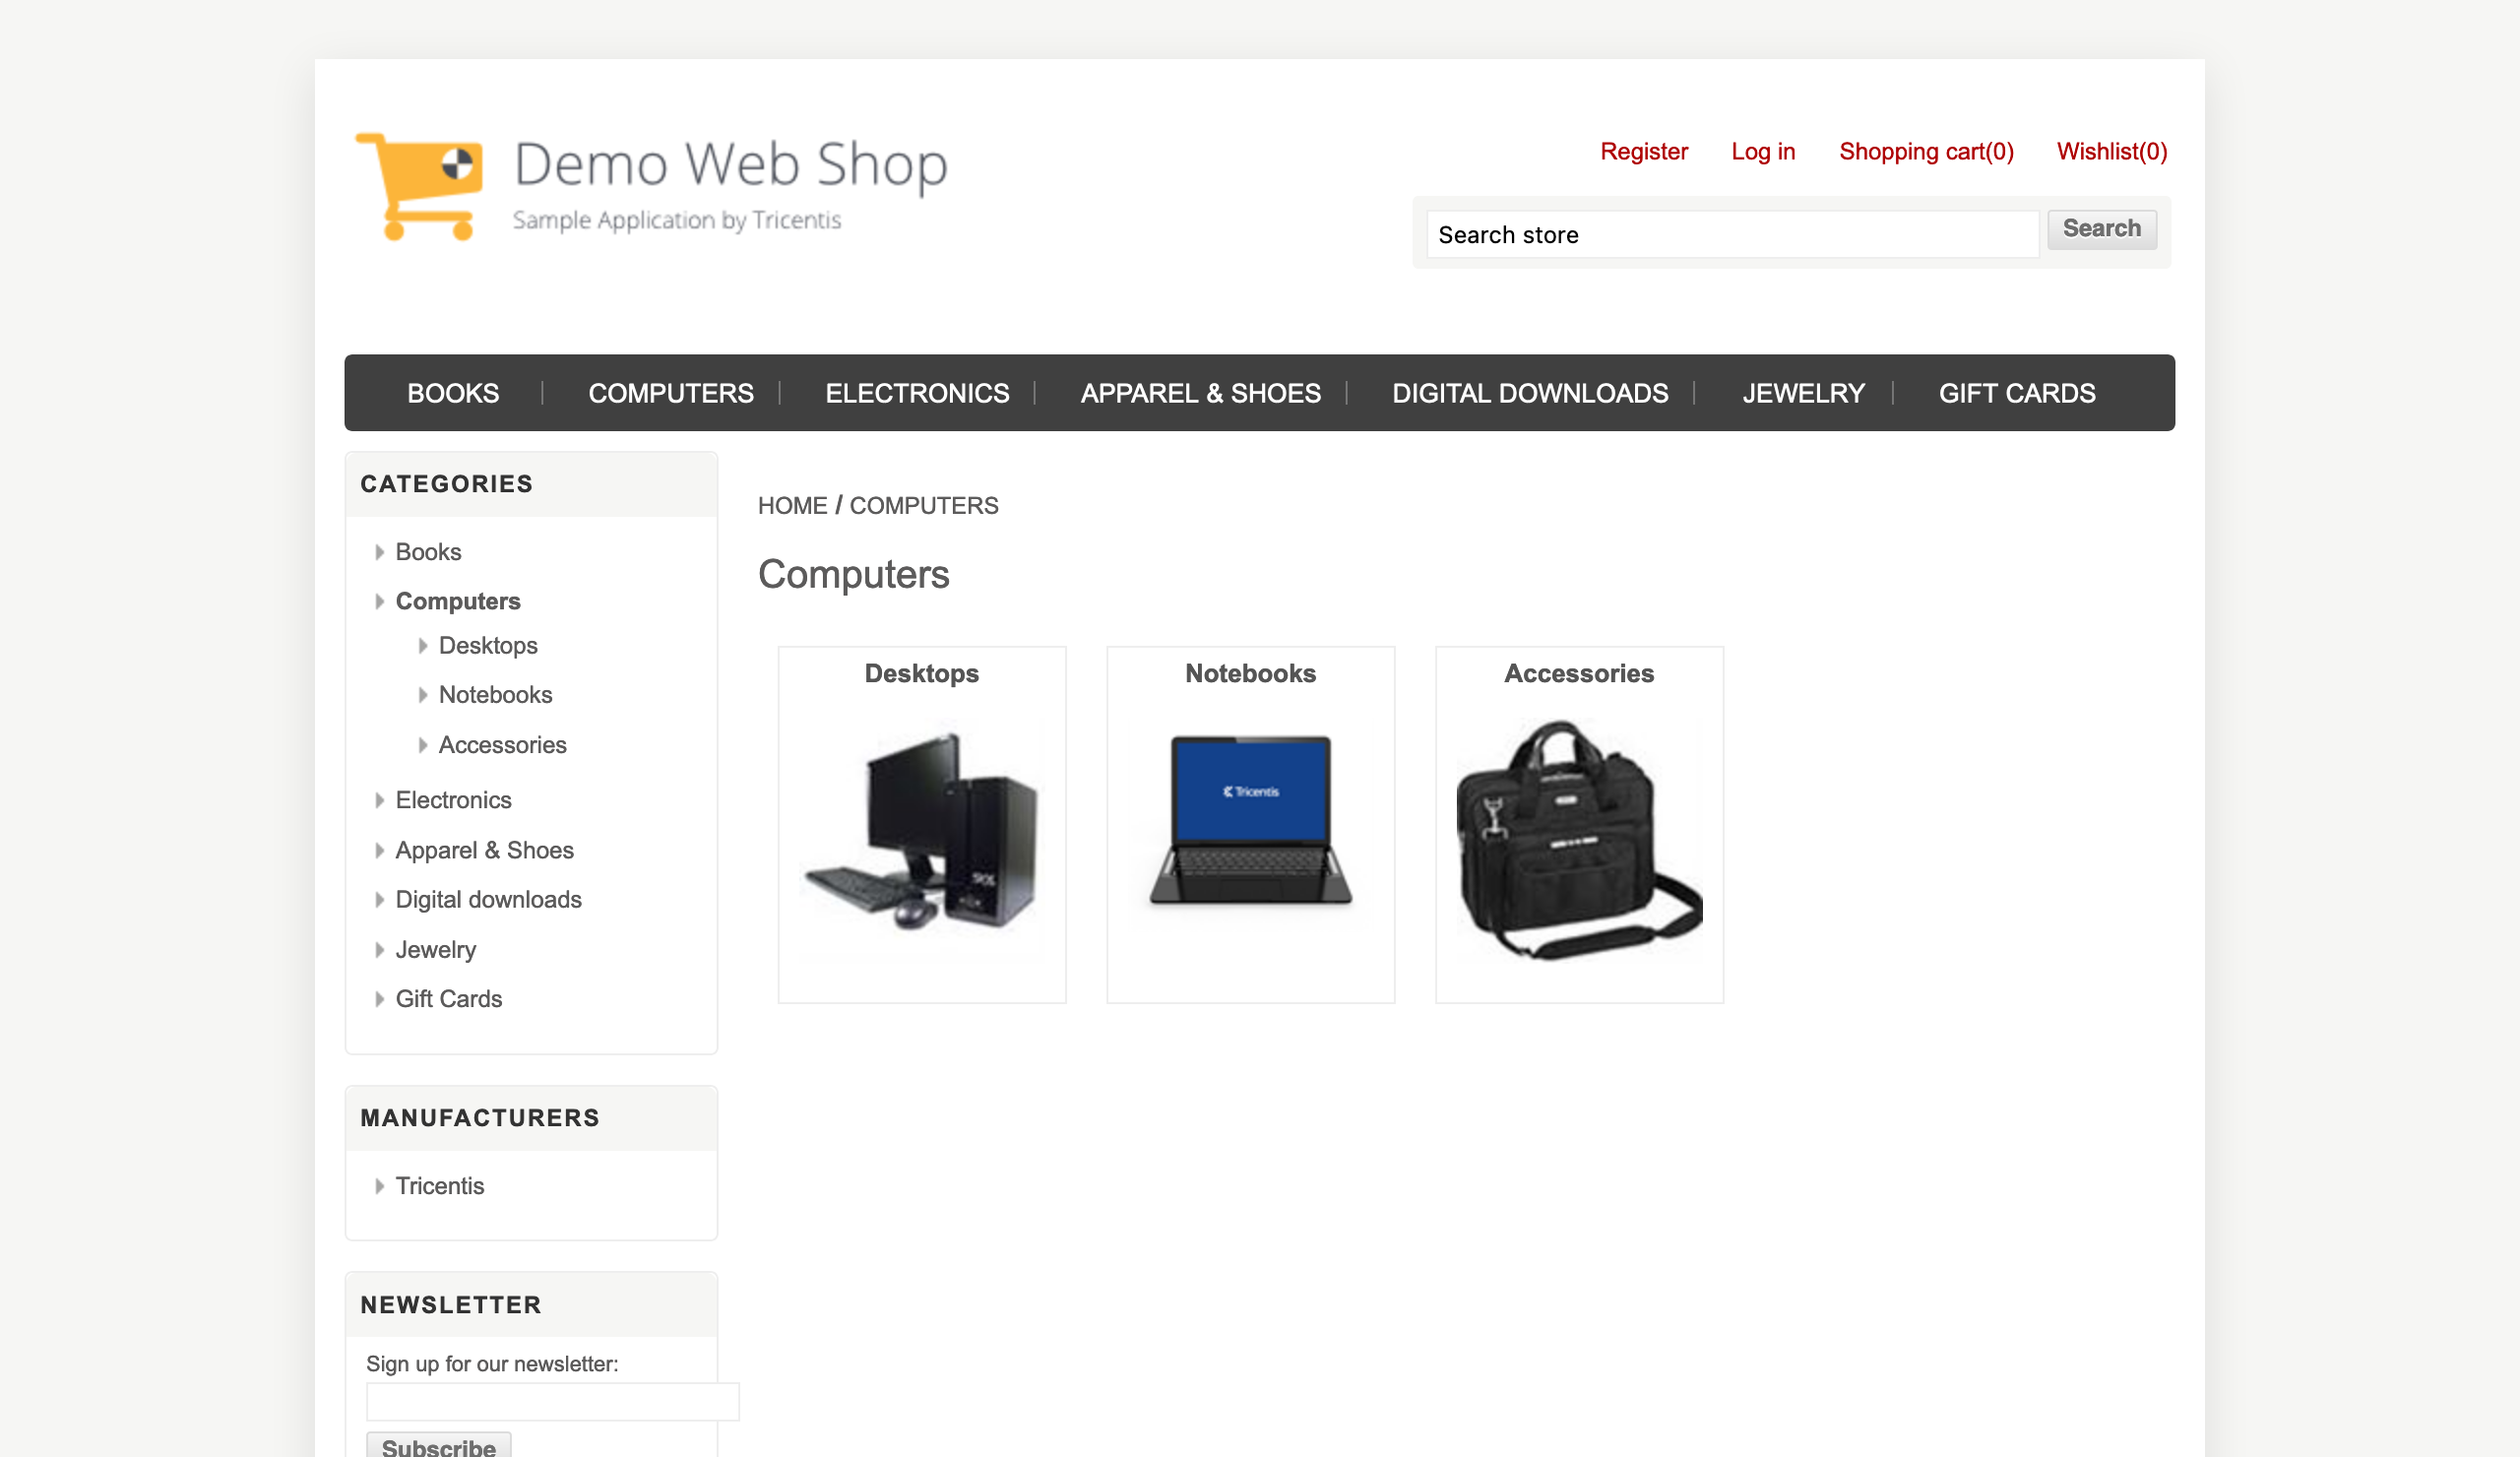 Demo Web Shop
Sample Application by Tricentis
Register Log in Shopping cart(0) Wishlist(0)
Search store Search
BOOKS COMPUTERS ELECTRONICS APPAREL & SHOES DIGITAL DOWNLOADS JEWELRY GIFT CARDS
CATEGORIES
Books
Computers
Desktops
Notebooks
Accessories
Electronics
Apparel & Shoes
Digital downloads
Jewelry
Gift Cards
MANUFACTURERS
Tricentis
NEWSLETTER
Sign up for our newsletter:
Subscribe
HOME / COMPUTERS
Computers
Desktops
Notebooks
Tricentis
Accessories